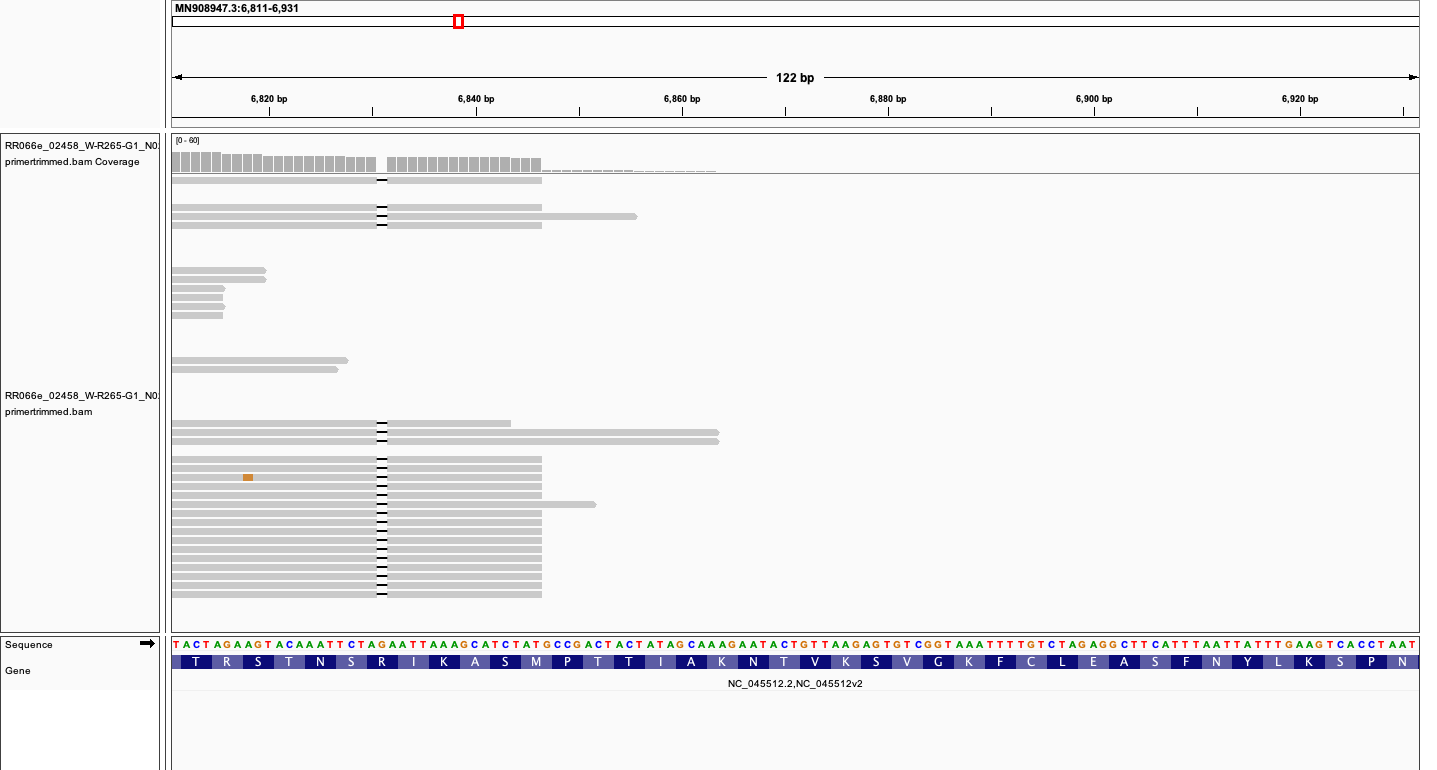 MN908947.3:6,811-6,931
122 bp
6,820 bp 6,840 bp 6,860 bp 6,880 bp 6,900 bp 6,920 bp
[0 - 60]
RR066e_02458_W-R265-G1_N0
primertrimmed.bam Coverage
RR066e_02458_W-R265-G1_N0
primertrimmed.bam
Sequence
T A C T A G A A G T A C A A A T T C T A G A A T T A A A G C A T C T A T G C C G A C T A C T A T A G C A A A G A A T A C T G T T A A G A G T G T C G G T A A A T T T T G T C T A G A G G C T T C A T T T A A T T A T T T G A A G T C A C C T A A T
Gene
T R S T N S R I K A S M P T T I A K N T V K S V G K F C L E A S F N Y L K S P N
NC_045512.2,NC_045512v2